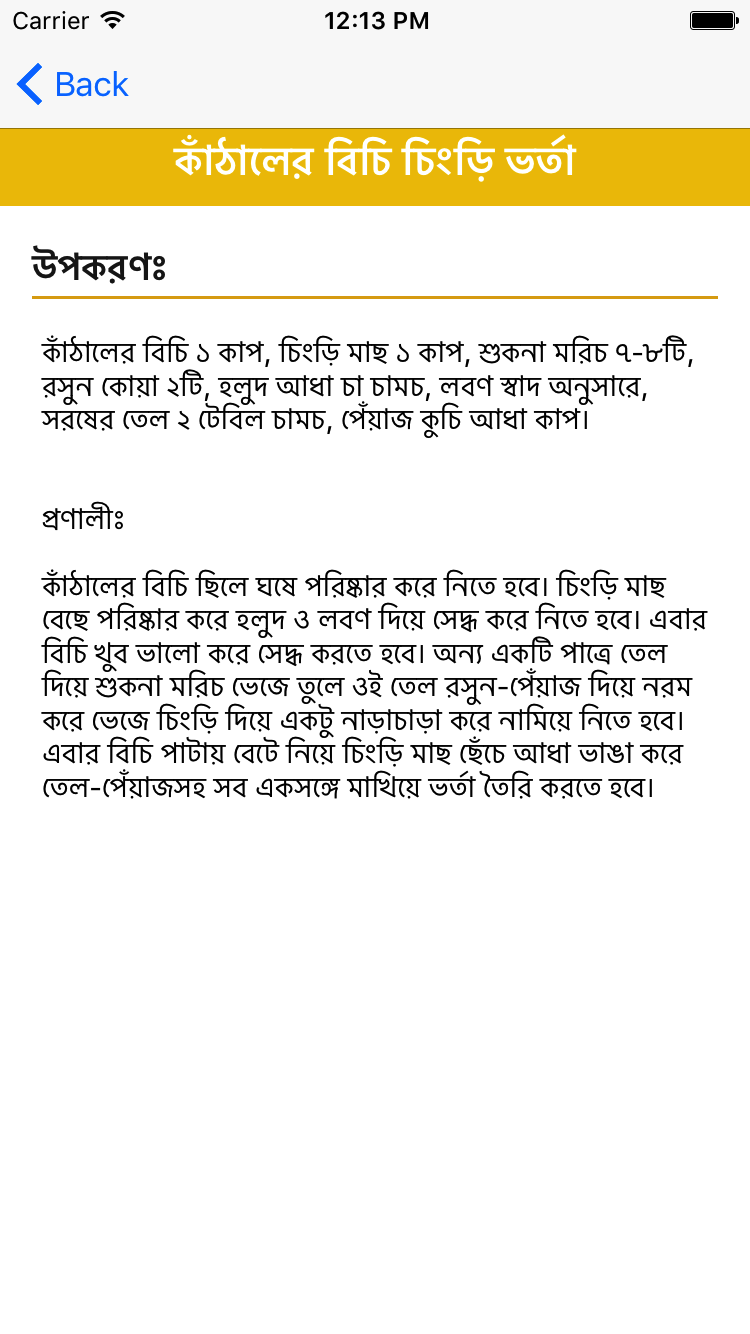 Carrier 12:13 PM
Back
কাঁঠালের বিচি চিংড়ি ভর্তা
উপকরণঃ
কাঁঠালের বিচি ১ কাপ, চিংড়ি মাছ ১ কাপ, শুকনা মরিচ ৭-৮টি,
রসুন কোয়া ২টি, হলুদ আধা চা চামচ, লবণ স্বাদ অনুসারে,
সরষের তেল ২ টেবিল চামচ, পেঁয়াজ কুচি আধা কাপ।
প্রণালীঃ
কাঁঠালের বিচি ছিলে ঘষে পরিষ্কার করে নিতে হবে। চিংড়ি মাছ
বেছে পরিষ্কার করে হলুদ ও লবণ দিয়ে সেদ্ধ করে নিতে হবে। এবার
বিচি খুব ভালো করে সেদ্ধ করতে হবে। অন্য একটি পাত্রে তেল
দিয়ে শুকনা মরিচ ভেজে তুলে ওই তেল রসুন-পেঁয়াজ দিয়ে নরম
করে ভেজে চিংড়ি দিয়ে একটু নাড়াচাড়া করে নামিয়ে নিতে হবে।
এবার বিচি পাটায় বেটে নিয়ে চিংড়ি মাছ ছেঁচে আধা ভাঙা করে
তেল-পেঁয়াজসহ সব একসঙ্গে মাখিয়ে ভর্তা তৈরি করতে হবে।